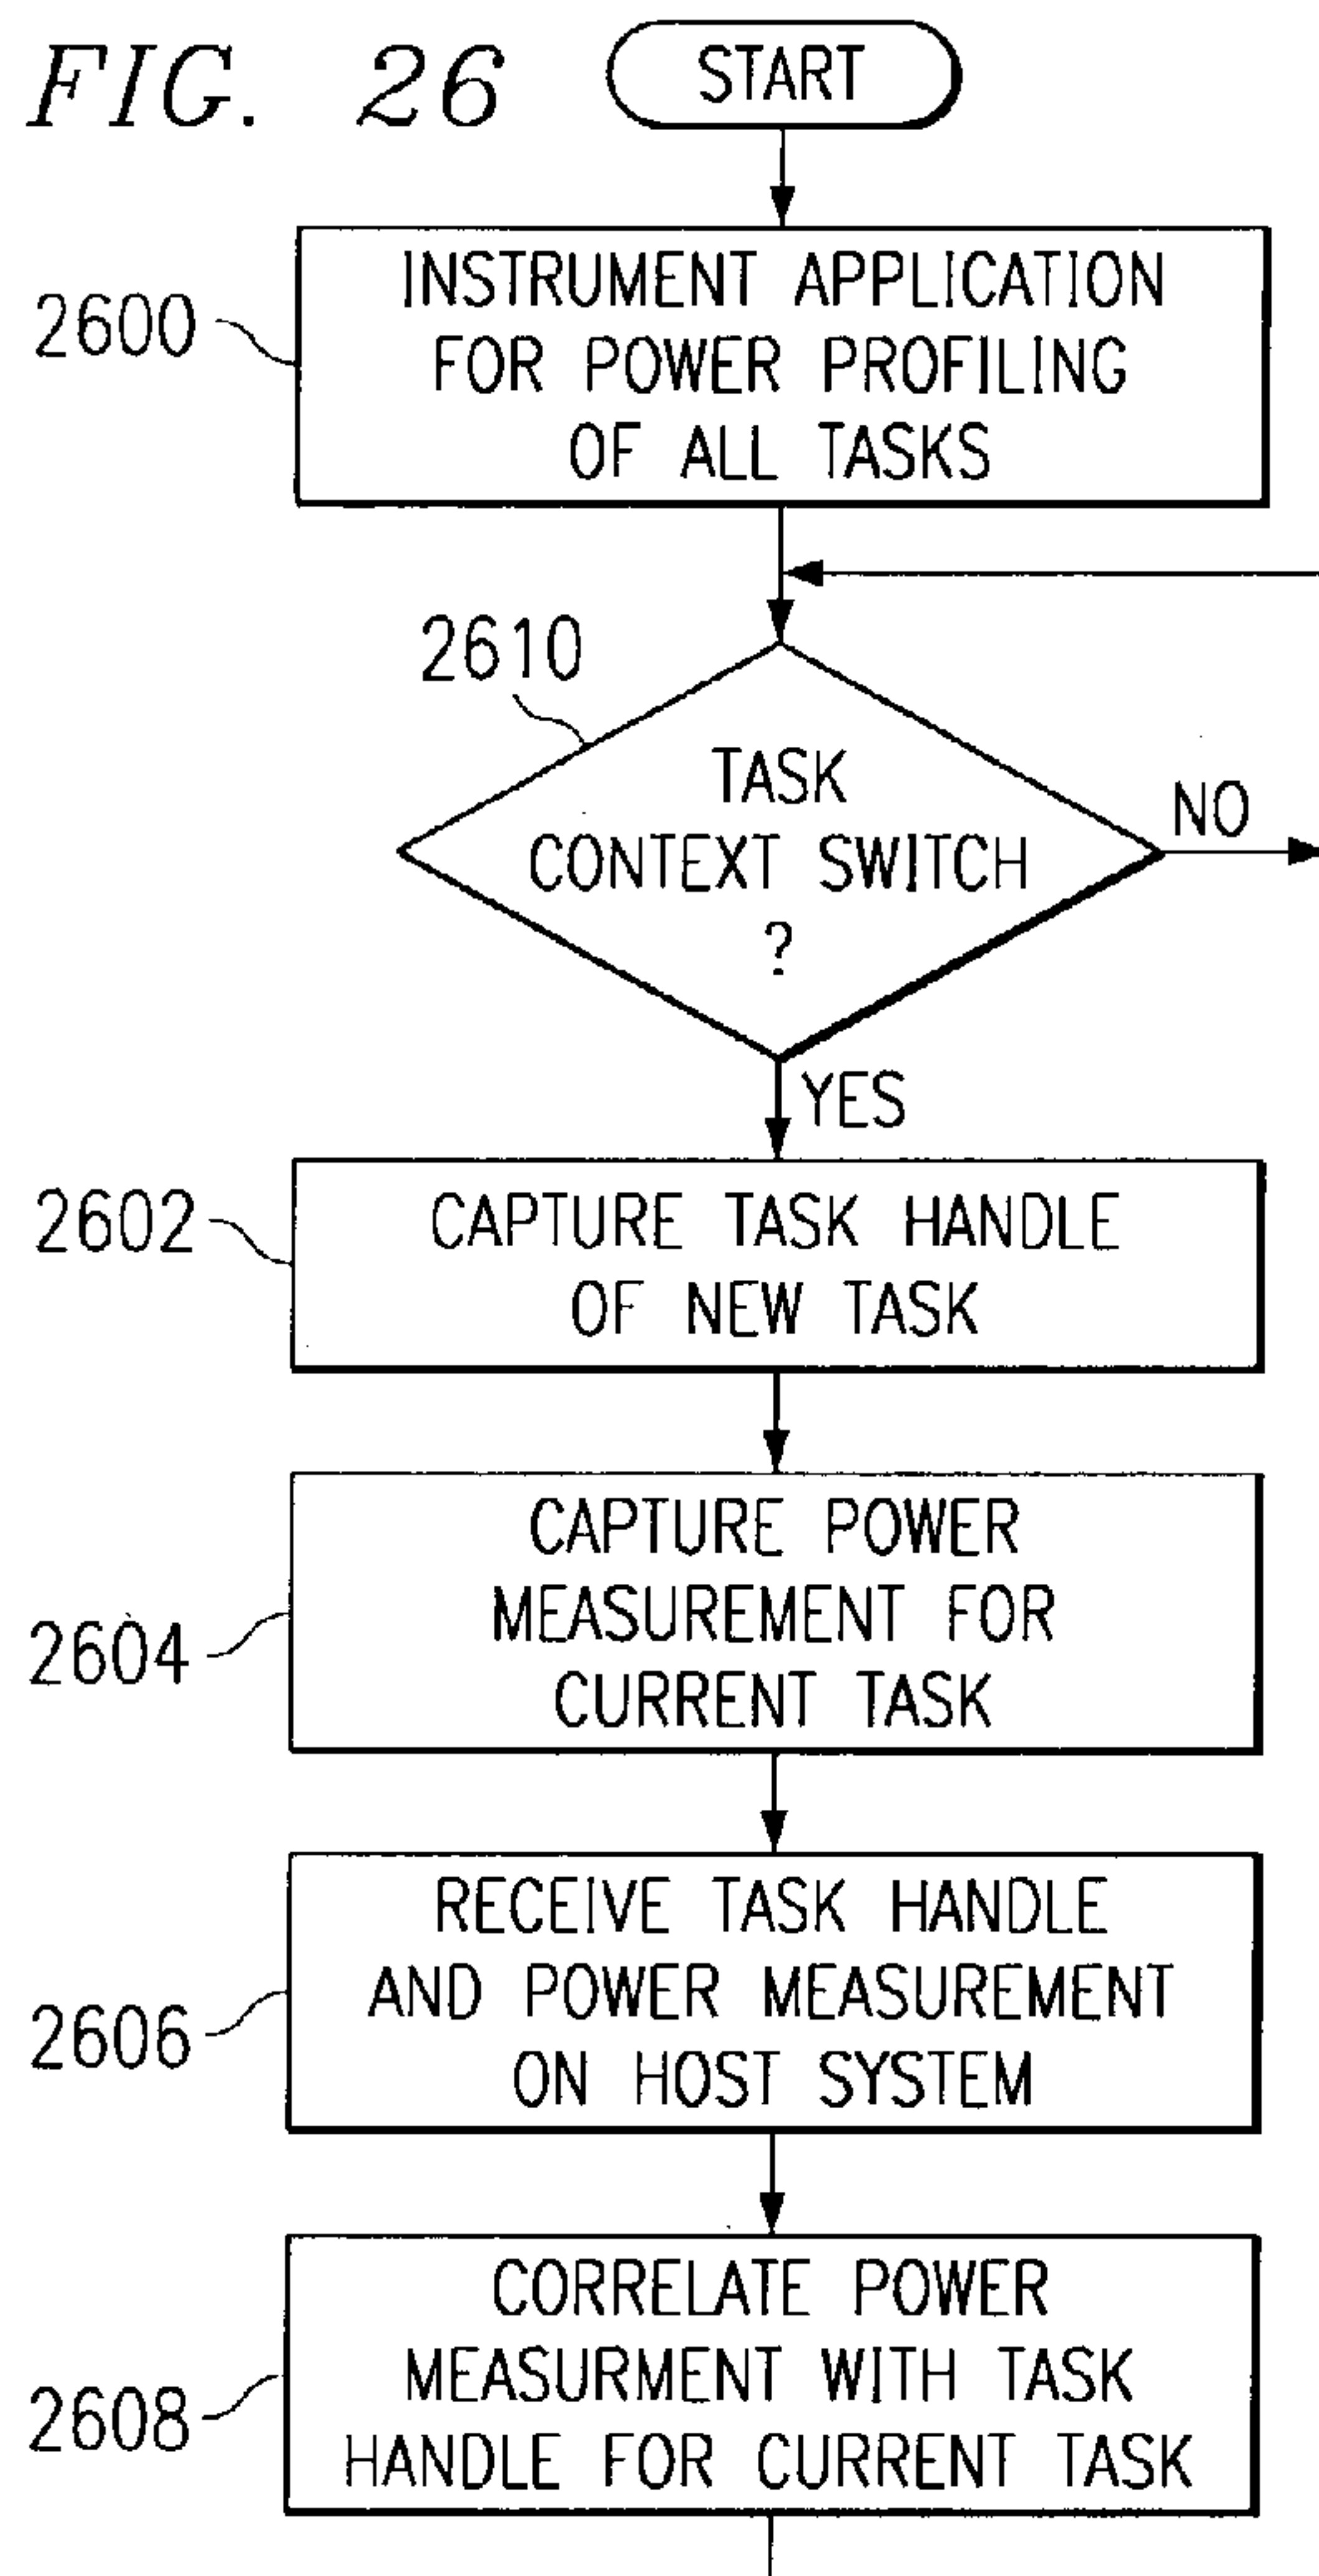 FIG. 26
START
2600
INSTRUMENT APPLICATION
FOR POWER PROFILING
OF ALL TASKS
2610
TASK
CONTEXT SWITCH
?
NO
YES
2602
CAPTURE TASK HANDLE
OF NEW TASK
2604
CAPTURE POWER
MEASUREMENT FOR
CURRENT TASK
2606
RECEIVE TASK HANDLE
AND POWER MEASUREMENT
ON HOST SYSTEM
2608
CORRELATE POWER
MEASURMENT WITH TASK
HANDLE FOR CURRENT TASK